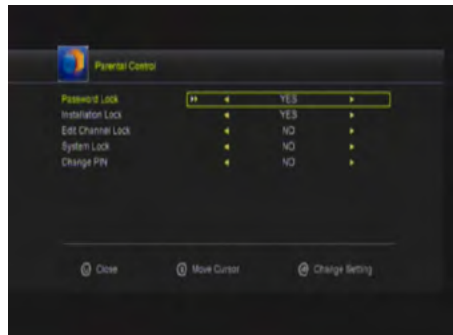 Parental Control
Password Lock YES
Installation Lock YES
Edit Channel Lock NO
System Lock NO
Change PIN NO
Close Move Cursor Change Setting